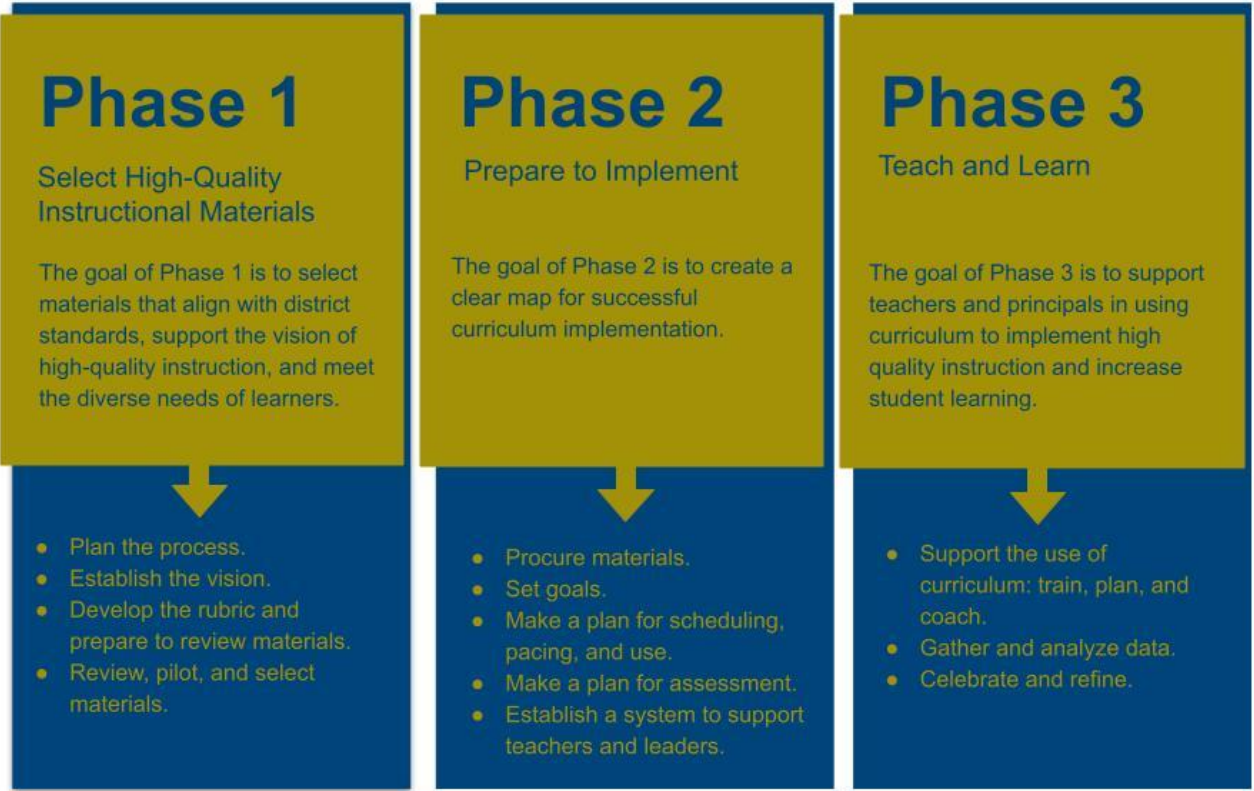 Phase 1
Select High-Quality
Instructional Materials
The goal of Phase 1 is to select
materials that align with district
standards, support the vision of
high-quality instruction, and meet
the diverse needs of learners.
● Plan the process.
● Establish the vision.
● Develop the rubric and
prepare to review materials.
● Review, pilot, and select
materials.
Phase 2
Prepare to Implement
The goal of Phase 2 is to create a
clear map for successful
curriculum implementation.
● Procure materials.
● Set goals.
● Make a plan for scheduling,
pacing, and use.
● Make a plan for assessment.
● Establish a system to support
teachers and leaders.
Phase 3
Teach and Learn
The goal of Phase 3 is to support
teachers and principals in using
curriculum to implement high
quality instruction and increase
student learning.
● Support the use of
curriculum: train, plan, and
coach.
● Gather and analyze data.
● Celebrate and refine.